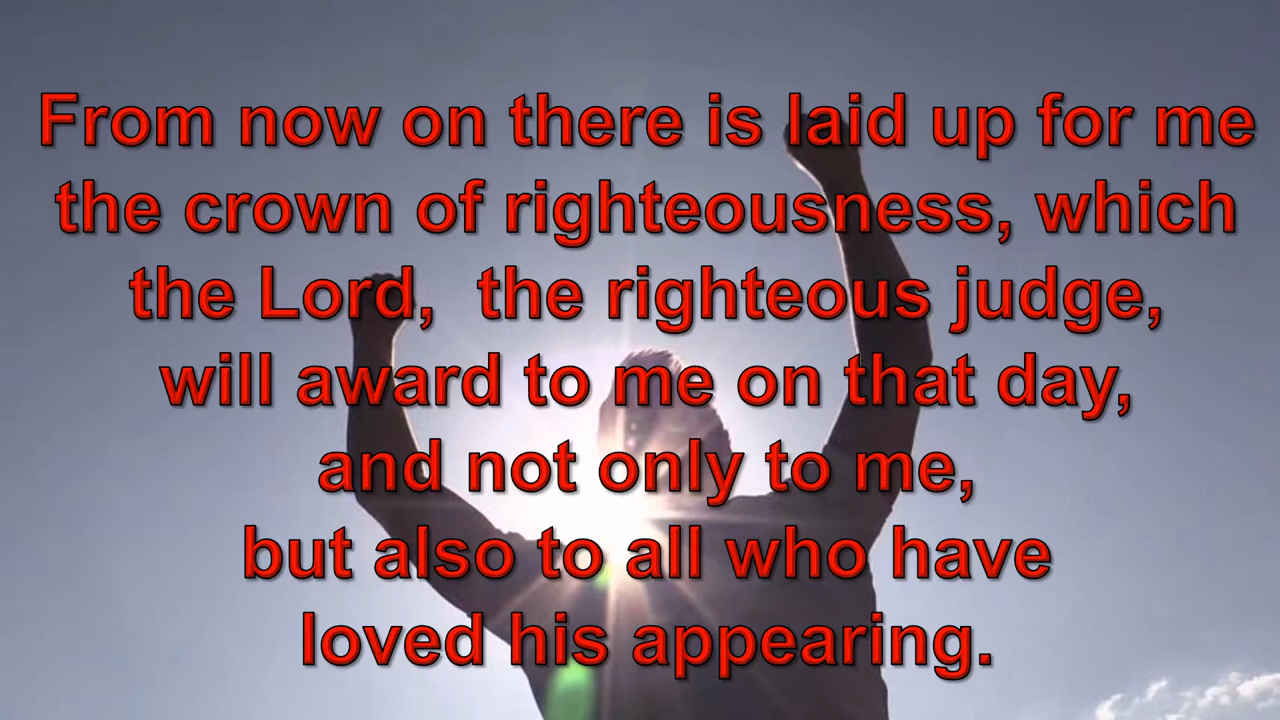 From now on there is laid up for me
the crown of righteousness, which
the Lord,  the righteous judge,
will award to me on that day,
and not only to me,
but also to all who have
loved his appearing.